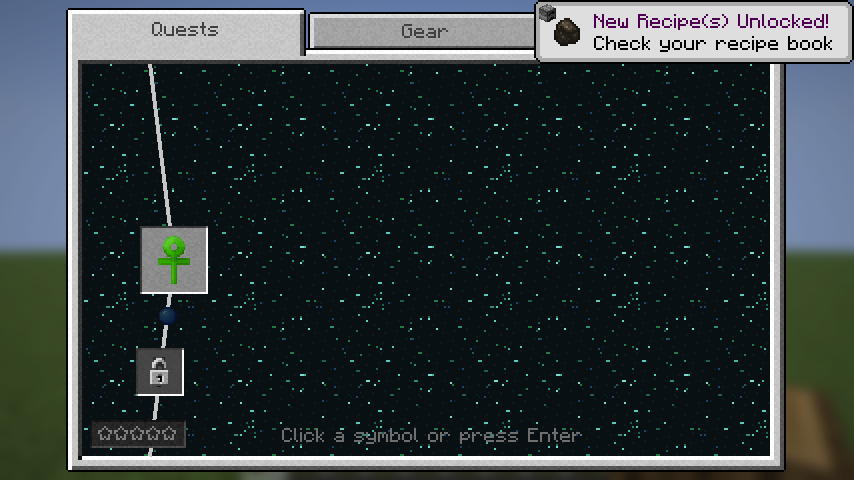 Quests
Gear
New Recipe(s) Unlocked!
Check your recipe book
Click a symbol or press Enter